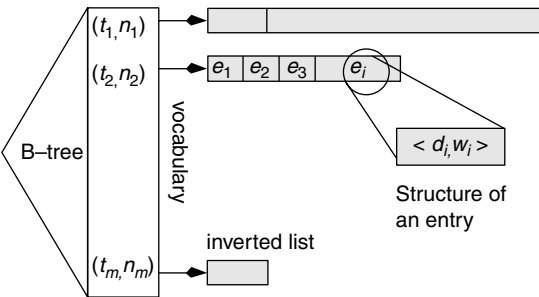 (t1,n1)
(t2,n2)
e1 e2 e3 ei
B–tree
vocabulary
< di,wi >
Structure of
an entry
inverted list
(tm,nm)